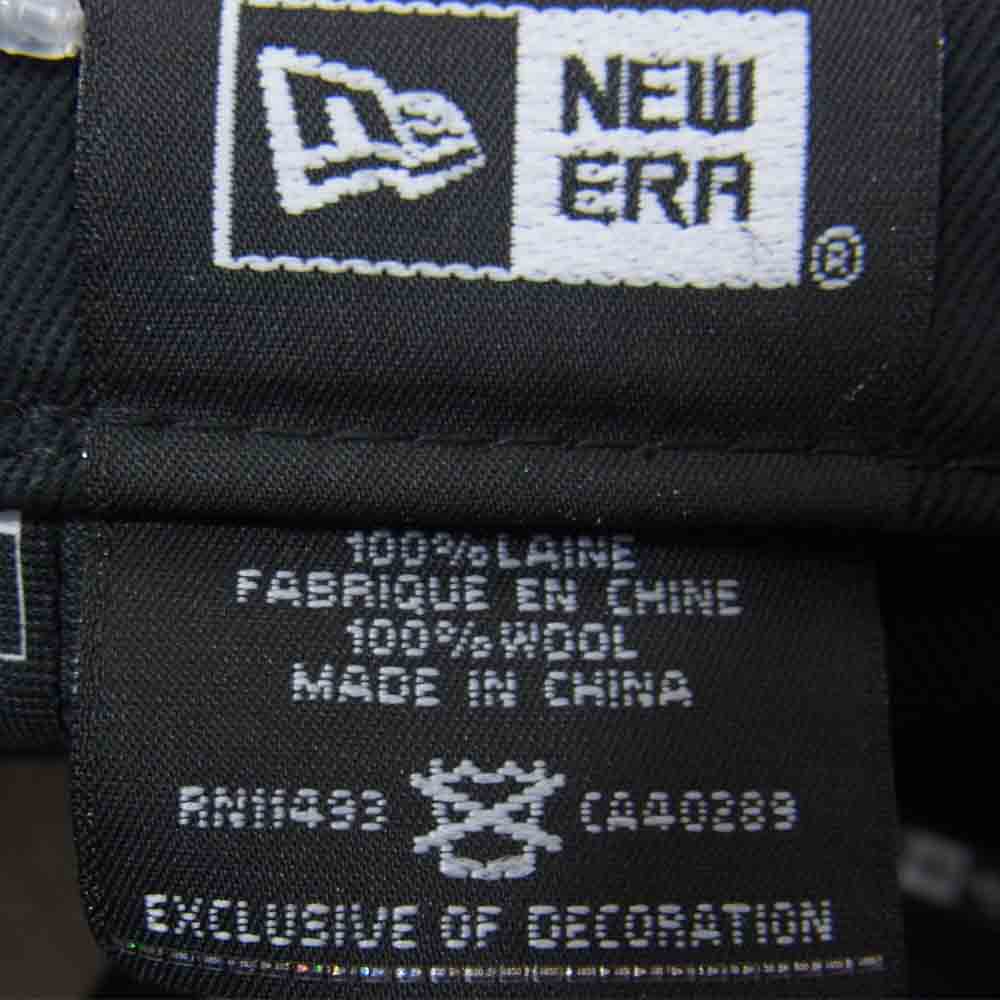 NEW
ERA
®
100%LAINE
FABRIQUE EN CHINE
100%WOOL
MADE IN CHINA
RN11493 CA40289
EXCLUSIVE OF DECORATION